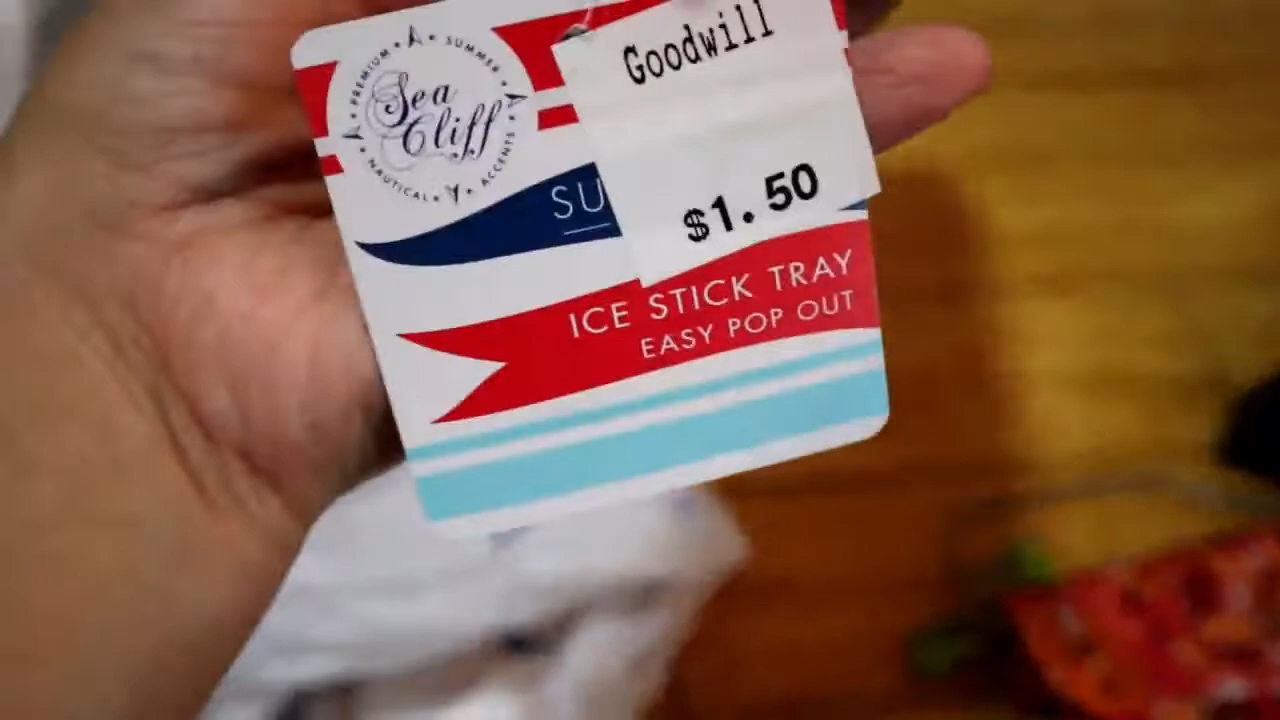 PREMIUM SUMMER
Sea
Cliff
NAUTICAL ACCENTS
Goodwill
$1.50
SU
ICE STICK TRAY
EASY POP OUT